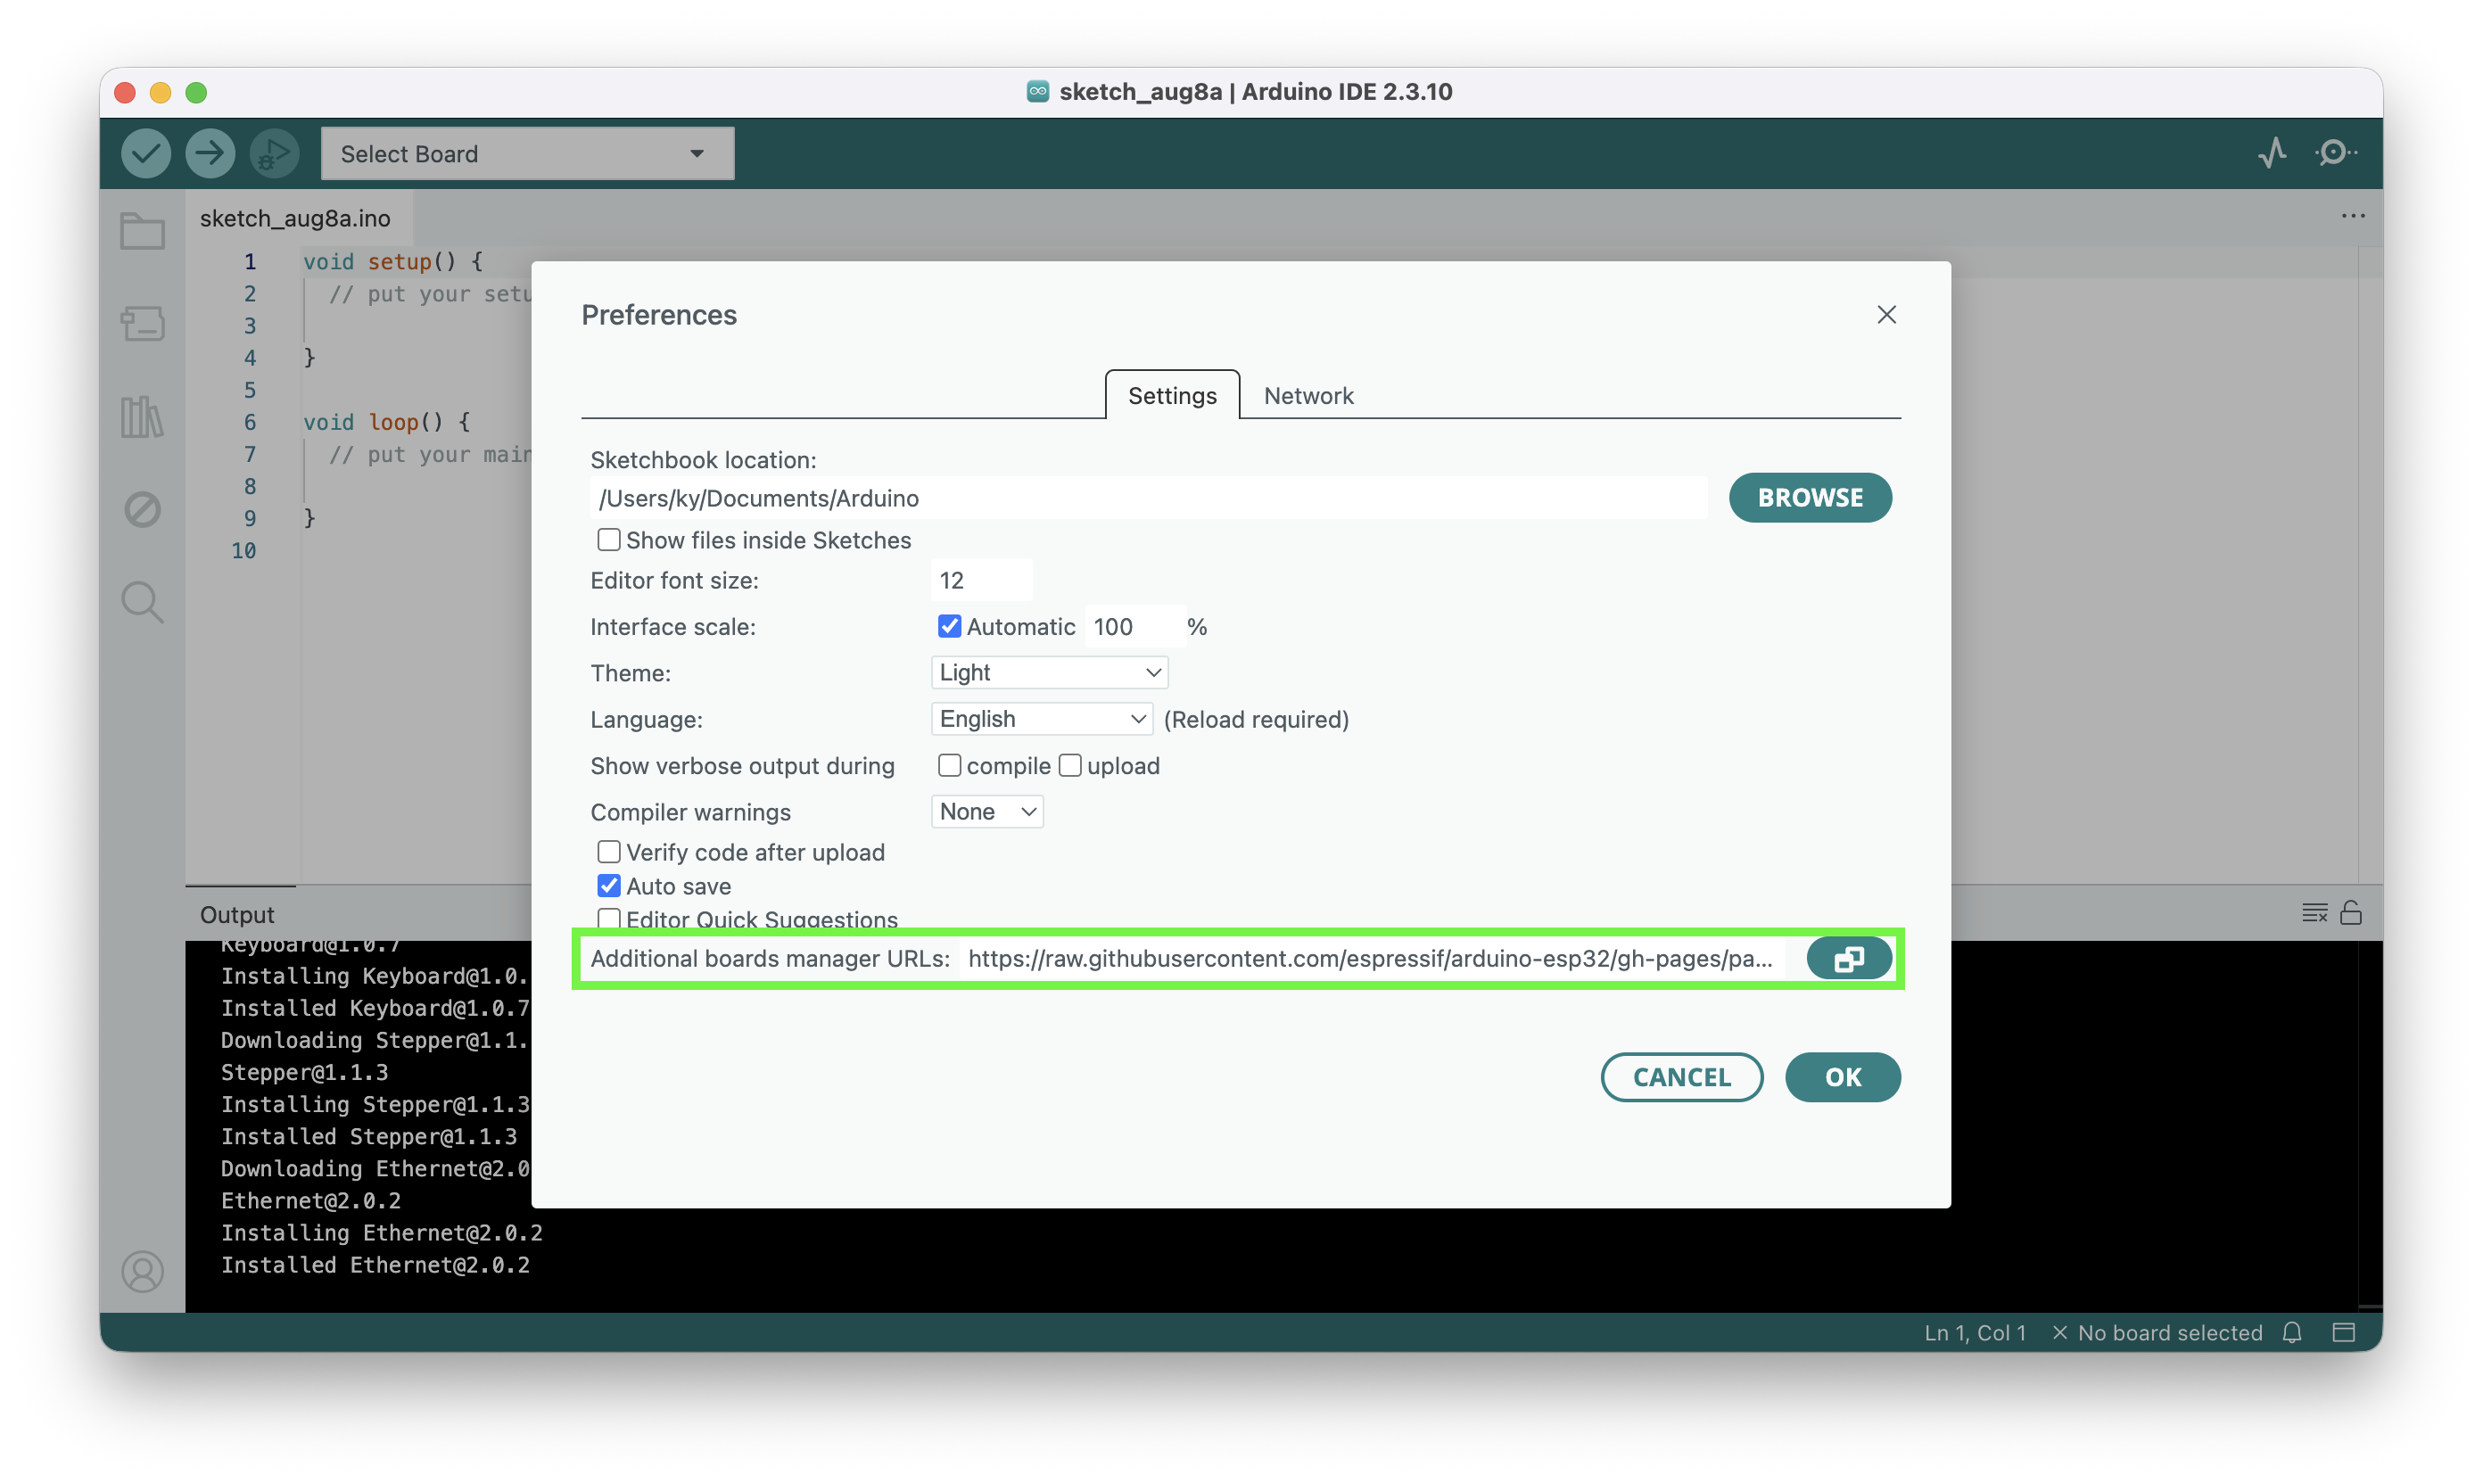 sketch_aug8a | Arduino IDE 2.3.10
Select Board
sketch_aug8a.ino
1 void setup() {
2 // put your setu
3
4 }
5
6 void loop() {
7 // put your main
8
9 }
10
Preferences
Settings Network
Sketchbook location:
/Users/ky/Documents/Arduino
BROWSE
Show files inside Sketches
Editor font size: 12
Interface scale: Automatic 100 %
Theme: Light
Language: English (Reload required)
Show verbose output during compile upload
Compiler warnings None
Verify code after upload
Auto save
Editor Quick Suggestions
Additional boards manager URLs: https://raw.githubusercontent.com/espressif/arduino-esp32/gh-pages/pa...
CANCEL OK
Output
Keyboard@1.0.7
Installing Keyboard@1.0.
Installed Keyboard@1.0.7
Downloading Stepper@1.1.
Stepper@1.1.3
Installing Stepper@1.1.3
Installed Stepper@1.1.3
Downloading Ethernet@2.0
Ethernet@2.0.2
Installing Ethernet@2.0.2
Installed Ethernet@2.0.2
Ln 1, Col 1 No board selected